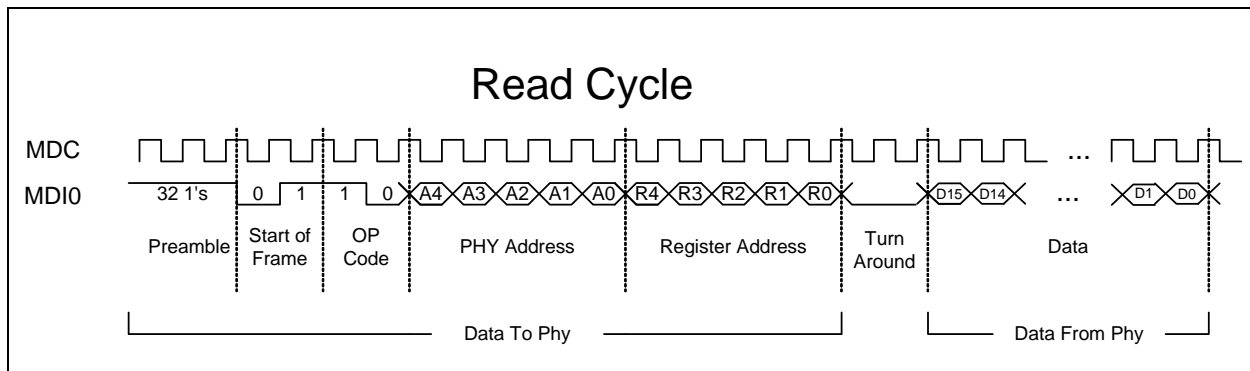 Read Cycle
MDC
...
MDI0
32 1's 0 1 1 0 A4 A3 A2 A1 A0 R4 R3 R2 R1 R0 D15 D14 ... D1 D0
Preamble
Start of
Frame
OP
Code
PHY Address
Register Address
Turn
Around
Data
Data To Phy
Data From Phy